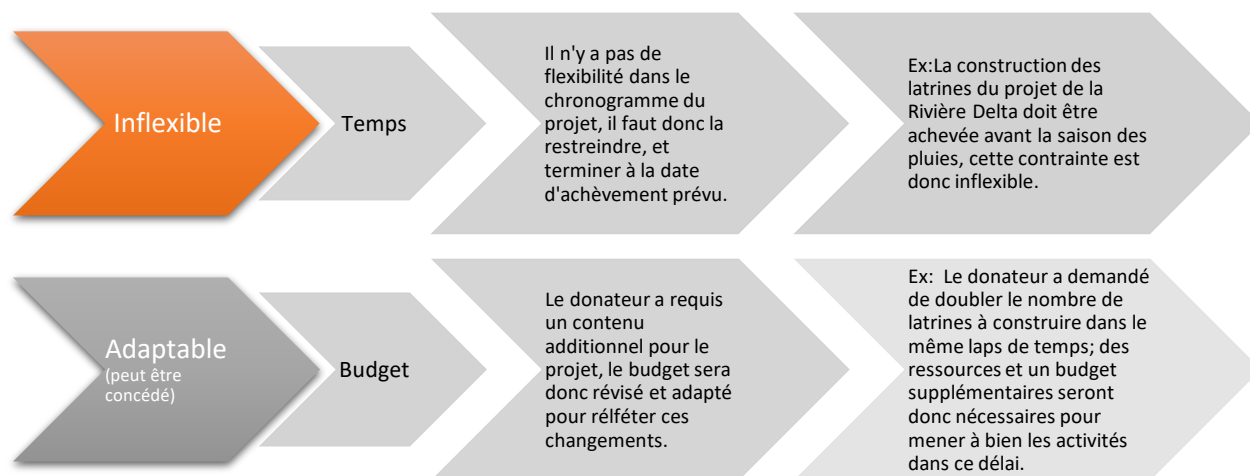 Inflexible
Temps
Il n'y a pas de
flexibilité dans le
chronogramme du
projet, il faut donc la
restreindre, et
terminer à la date
d'achèvement prévu.
Ex:La construction des
latrines du projet de la
Rivière Delta doit être
achevée avant la saison des
pluies, cette contrainte est
donc inflexible.
Adaptable
(peut être
concédé)
Budget
Le donateur a requis
un contenu
additionnel pour le
projet, le budget sera
donc révisé et adapté
pour rélféter ces
changements.
Ex:  Le donateur a demandé
de doubler le nombre de
latrines à construire dans le
même laps de temps; des
ressources et un budget
supplémentaires seront
donc nécessaires pour
mener à bien les activités
dans ce délai.